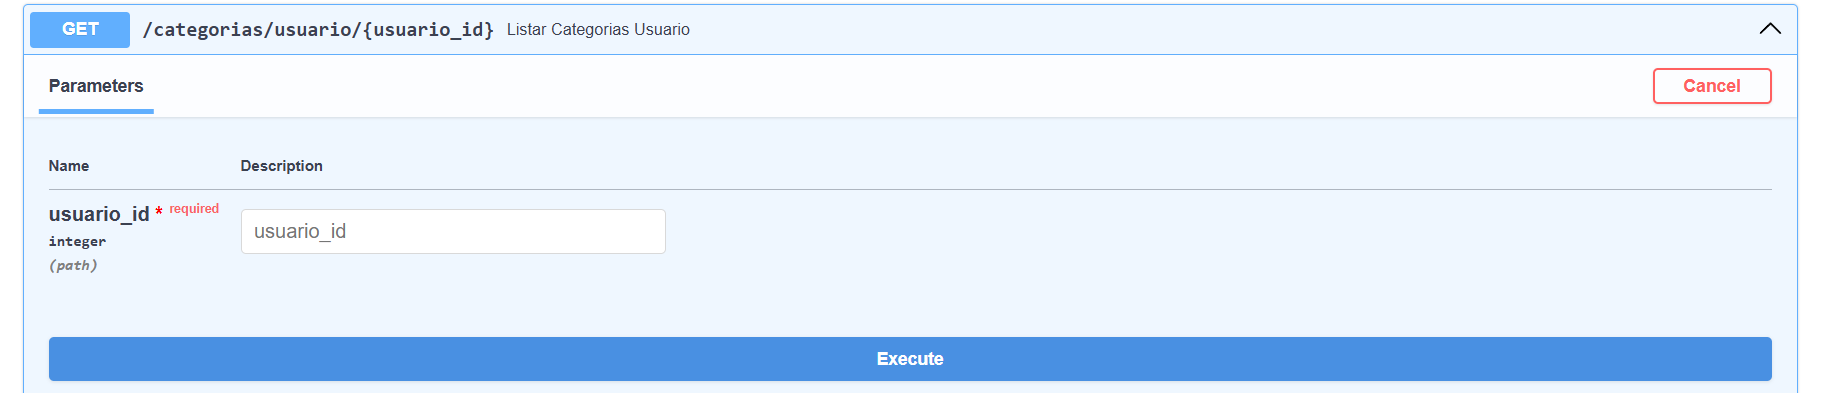 GET /categorias/usuario/{usuario_id} Listar Categorias Usuario
Parameters
Cancel
Name Description
usuario_id * required
integer
(path)
usuario_id
Execute